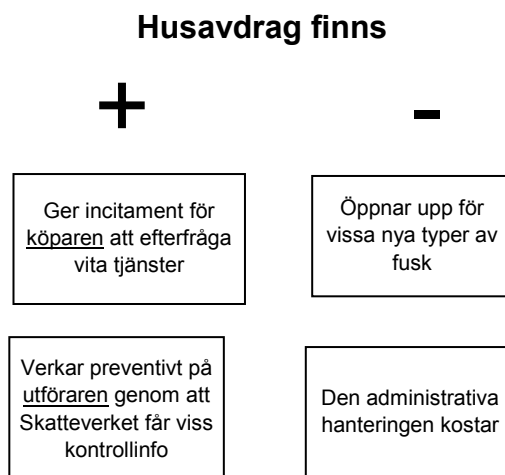 Husavdrag finns
+
-
Ger incitament för
köparen att efterfråga
vita tjänster
Öppnar upp för
vissa nya typer av
fusk
Verkar preventivt på
utföraren genom att
Skatteverket får viss
kontrollinfo
Den administrativa
hanteringen kostar